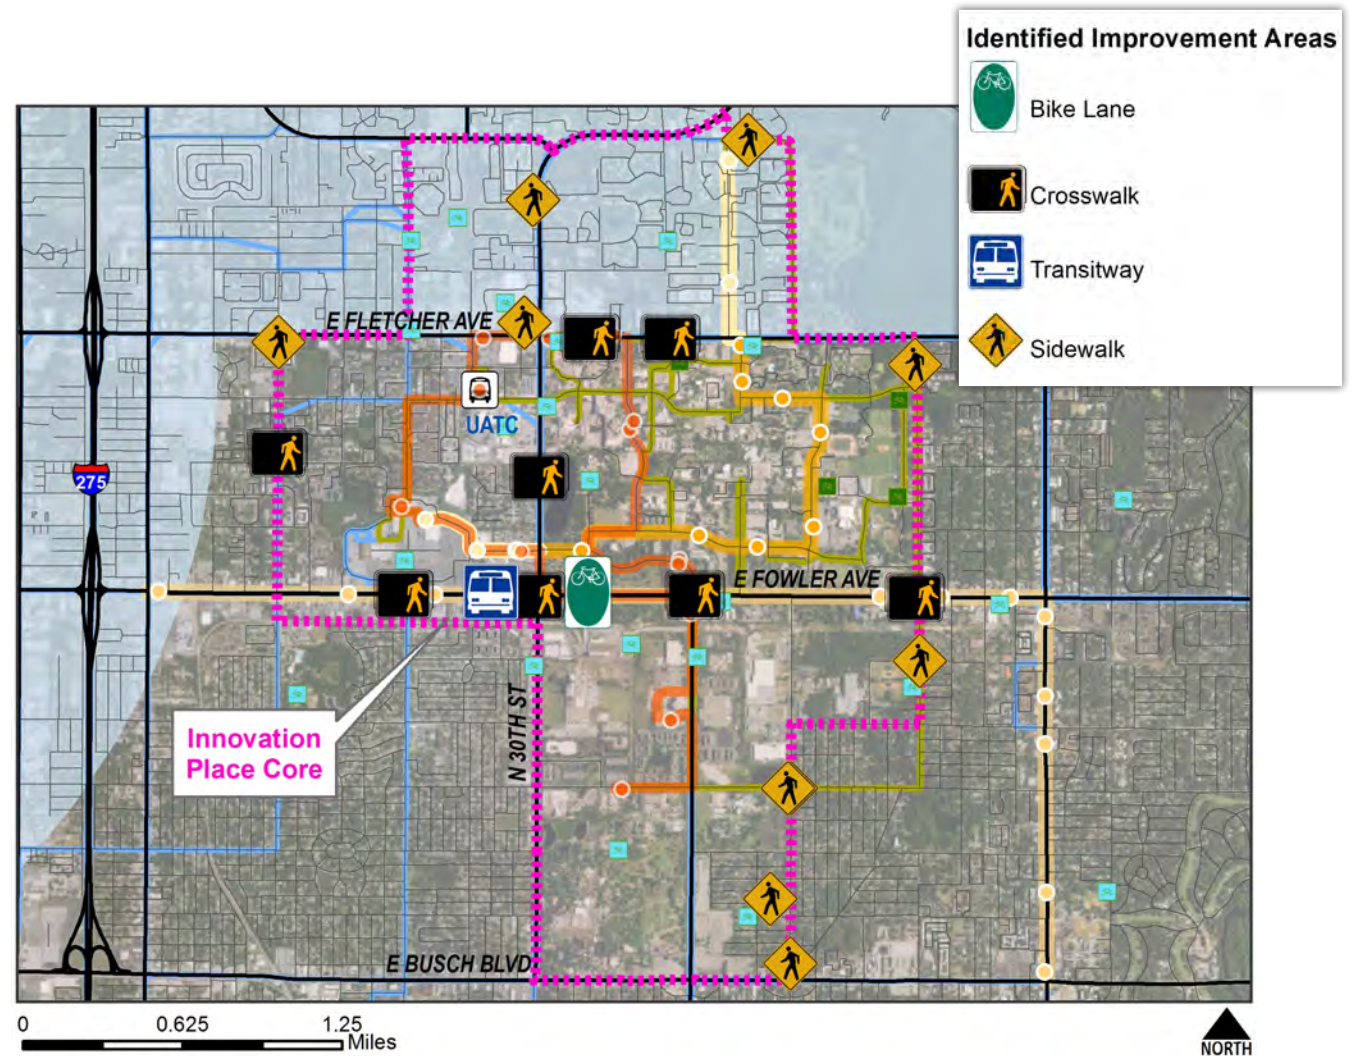 Identified Improvement Areas
Bike Lane
Crosswalk
Transitway
Sidewalk
E FLETCHER AVE
UATC
275
E FOWLER AVE
Innovation
Place Core
N 30TH ST
E BUSCH BLVD
0 0.625 1.25
Miles
NORTH